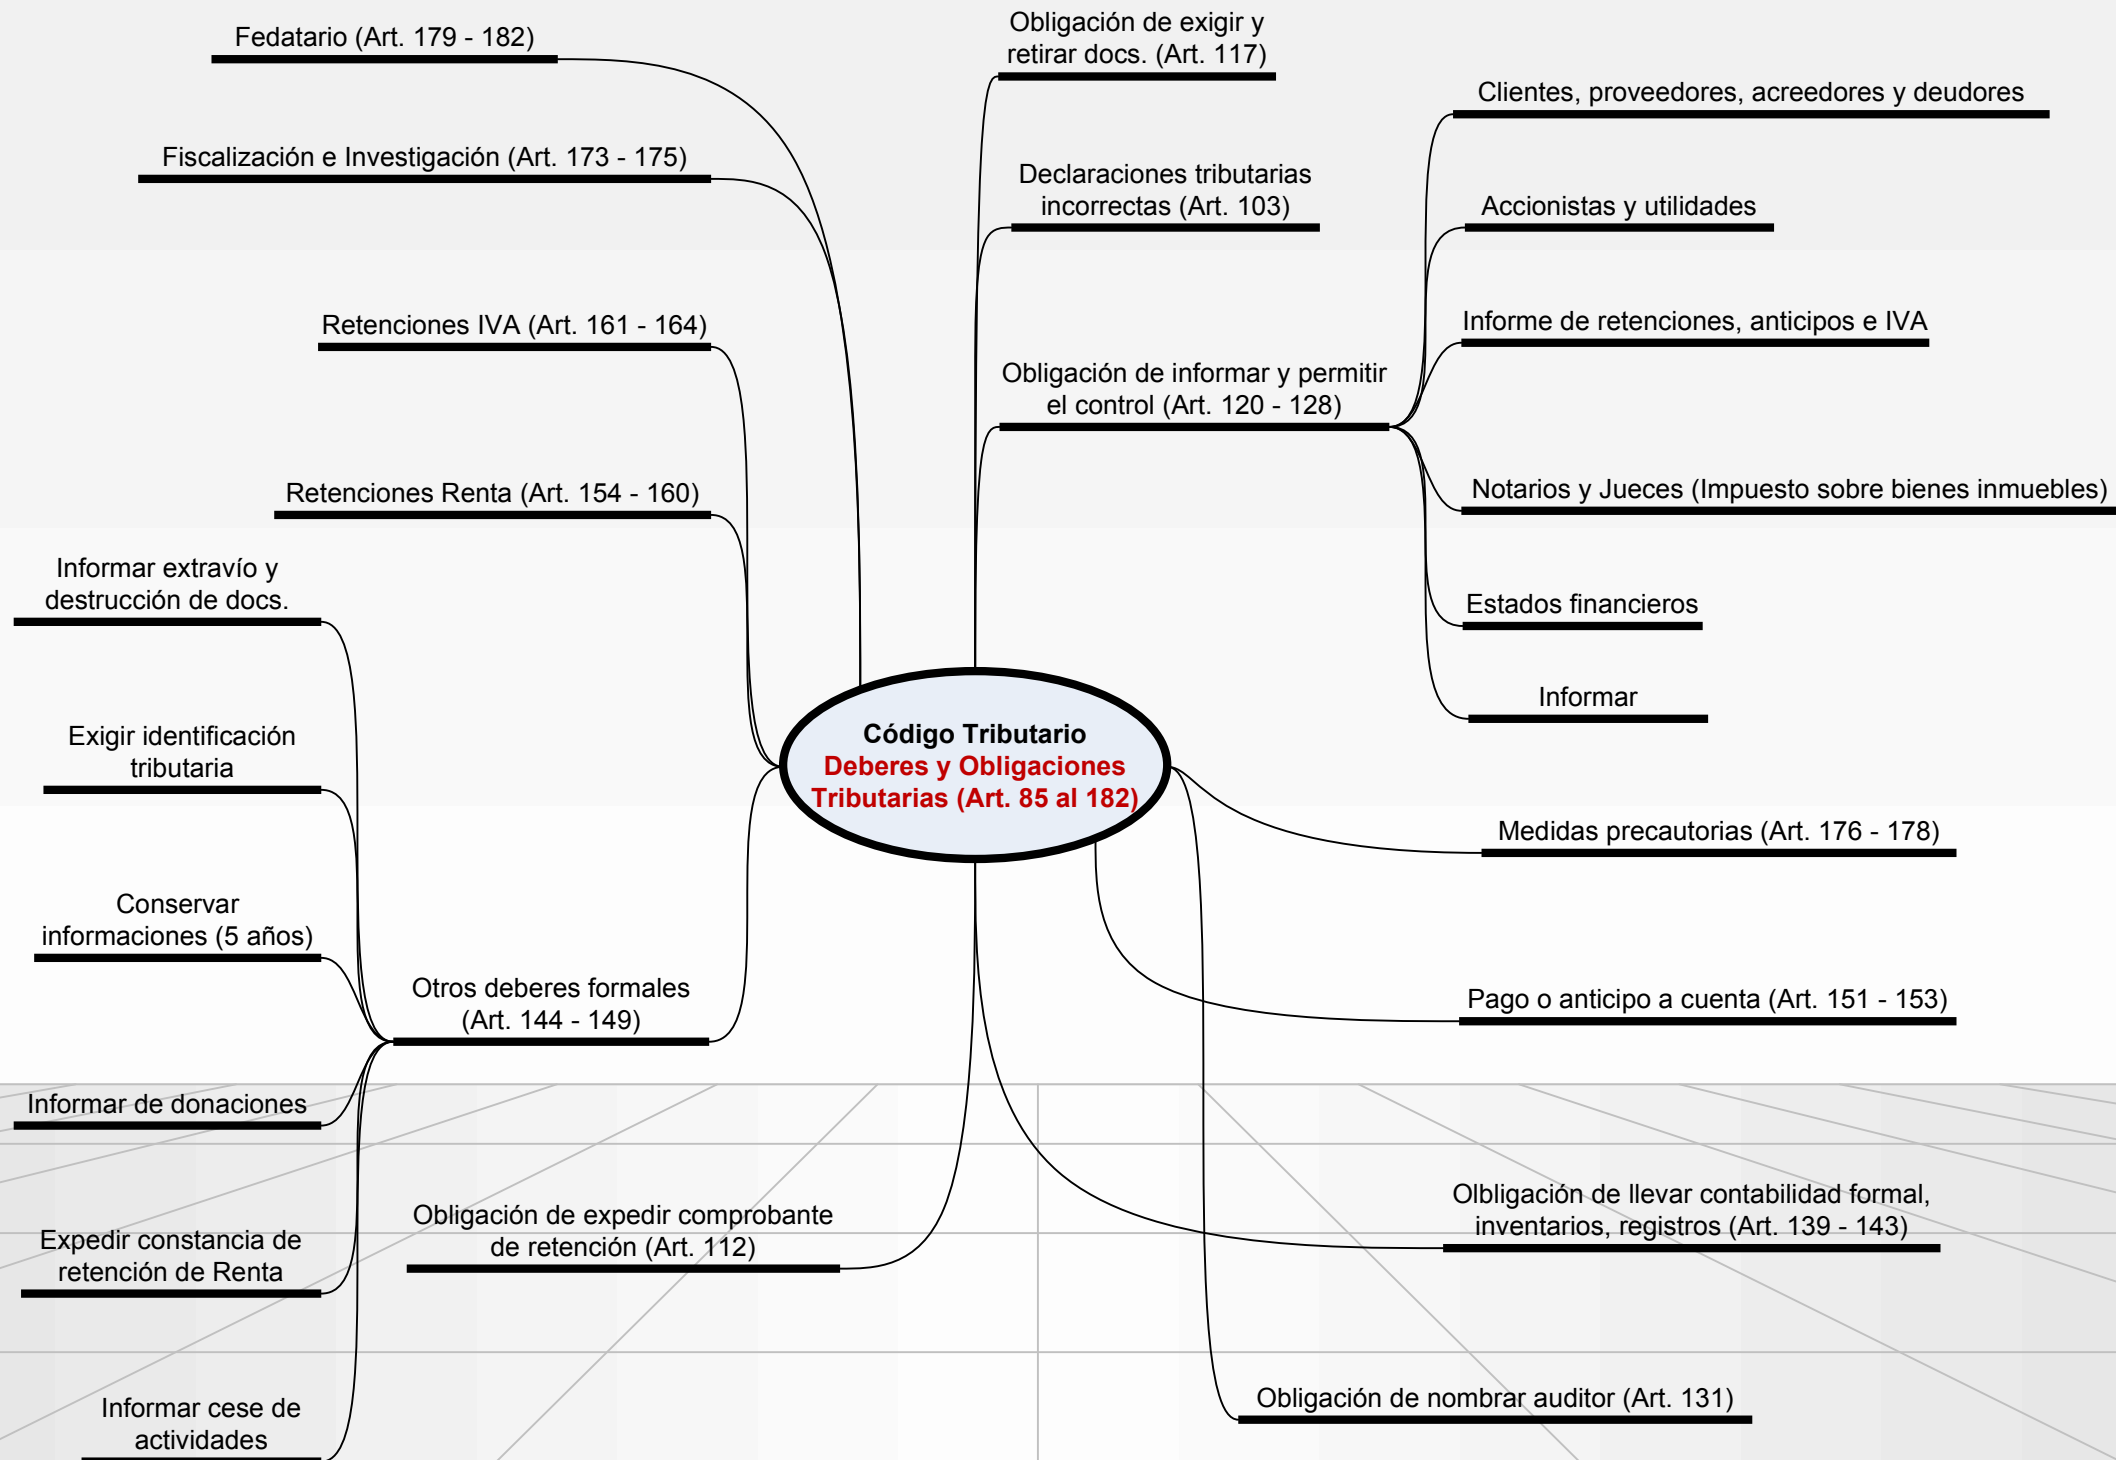 Fedatario (Art. 179 - 182)
Fiscalización e Investigación (Art. 173 - 175)
Retenciones IVA (Art. 161 - 164)
Retenciones Renta (Art. 154 - 160)
Informar extravío y
destrucción de docs.
Exigir identificación
tributaria
Conservar
informaciones (5 años)
Otros deberes formales
(Art. 144 - 149)
Informar de donaciones
Expedir constancia de
retención de Renta
Informar cese de
actividades
Obligación de expedir comprobante
de retención (Art. 112)
Código Tributario
Deberes y Obligaciones
Tributarias (Art. 85 al 182)
Obligación de exigir y
retirar docs. (Art. 117)
Declaraciones tributarias
incorrectas (Art. 103)
Obligación de informar y permitir
el control (Art. 120 - 128)
Clientes, proveedores, acreedores y deudores
Accionistas y utilidades
Informe de retenciones, anticipos e IVA
Notarios y Jueces (Impuesto sobre bienes inmuebles)
Estados financieros
Informar
Medidas precautorias (Art. 176 - 178)
Pago o anticipo a cuenta (Art. 151 - 153)
Olbligación de llevar contabilidad formal,
inventarios, registros (Art. 139 - 143)
Obligación de nombrar auditor (Art. 131)